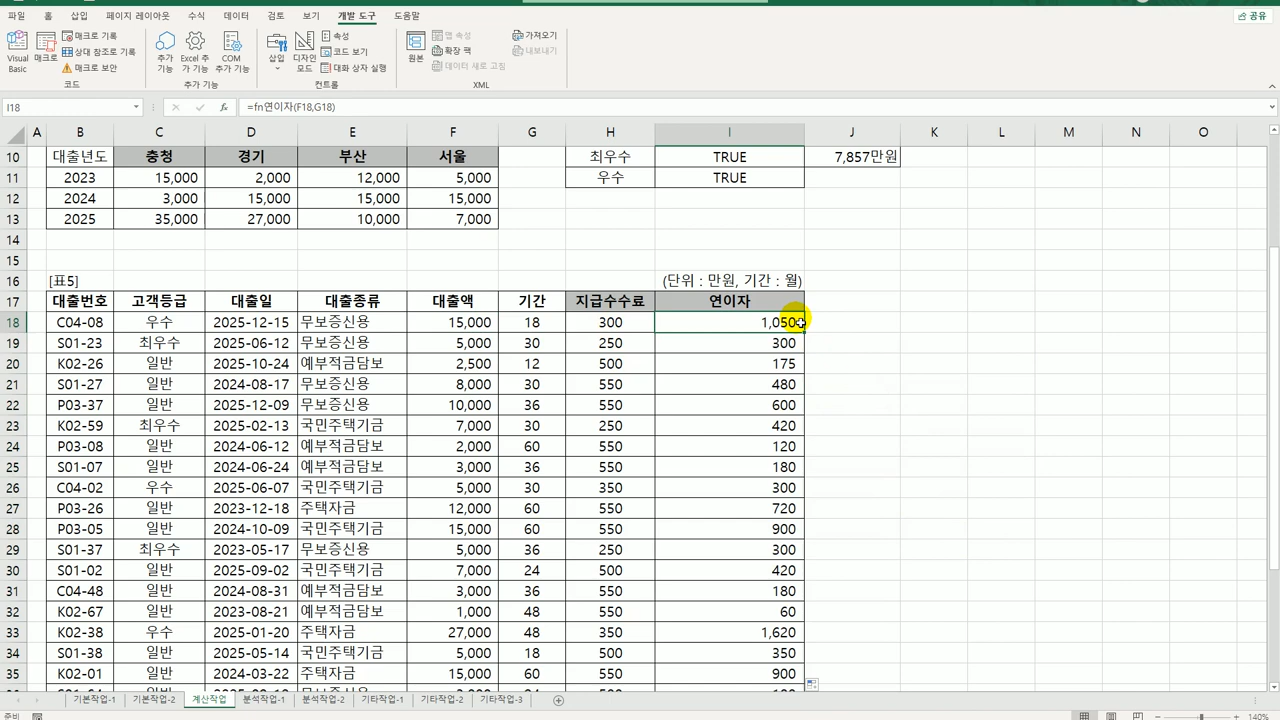 파일 홈 삽입 페이지 레이아웃 수식 데이터 검토 보기 개발 도구 도움말 공유
Visual Basic 매크로 매크로 기록 상대 참조로 기록 매크로 보안 추가 기능 Excel 추가 기능 COM 추가 기능 삽입 디자인 모드 속성 코드 보기 대화 상자 실행 원본 맵 속성 확장 팩 데이터 새로 고침 가져오기 내보내기
코드 추가 기능 컨트롤 XML
I18 fx =fn연이자(F18,G18)
A B C D E F G H I J K L M N O
10 대출년도 충청 경기 부산 서울 최우수 TRUE 7,857만원
11 2023 15,000 2,000 12,000 5,000 우수 TRUE
12 2024 3,000 15,000 15,000 15,000
13 2025 35,000 27,000 10,000 7,000
14
15
16 [표5] (단위 : 만원, 기간 : 월)
17 대출번호 고객등급 대출일 대출종류 대출액 기간 지급수수료 연이자
18 C04-08 우수 2025-12-15 무보증신용 15,000 18 300 1,050
19 S01-23 최우수 2025-06-12 무보증신용 5,000 30 250 300
20 K02-26 일반 2025-10-24 예부적금담보 2,500 12 500 175
21 S01-27 일반 2024-08-17 무보증신용 8,000 30 550 480
22 P03-37 일반 2025-12-09 무보증신용 10,000 36 550 600
23 K02-59 최우수 2025-02-13 국민주택기금 7,000 30 250 420
24 P03-08 일반 2024-06-12 예부적금담보 2,000 60 550 120
25 S01-07 일반 2024-06-24 예부적금담보 3,000 36 550 180
26 C04-02 우수 2025-06-07 국민주택기금 5,000 30 350 300
27 P03-26 일반 2023-12-18 주택자금 12,000 60 550 720
28 P03-05 일반 2024-10-09 국민주택기금 15,000 60 550 900
29 S01-37 최우수 2023-05-17 무보증신용 5,000 36 250 300
30 S01-02 일반 2025-09-02 국민주택기금 7,000 24 500 420
31 C04-48 일반 2024-08-31 예부적금담보 3,000 36 550 180
32 K02-67 일반 2023-08-21 예부적금담보 1,000 48 550 60
33 K02-38 우수 2025-01-20 주택자금 27,000 48 350 1,620
34 S01-38 일반 2025-05-14 국민주택기금 5,000 18 500 350
35 K02-01 일반 2024-03-22 주택자금 15,000 60 550 900
기본작업-1 기본작업-2 계산작업 분석작업-1 분석작업-2 기타작업-1 기타작업-2 기타작업-3
준비 140%